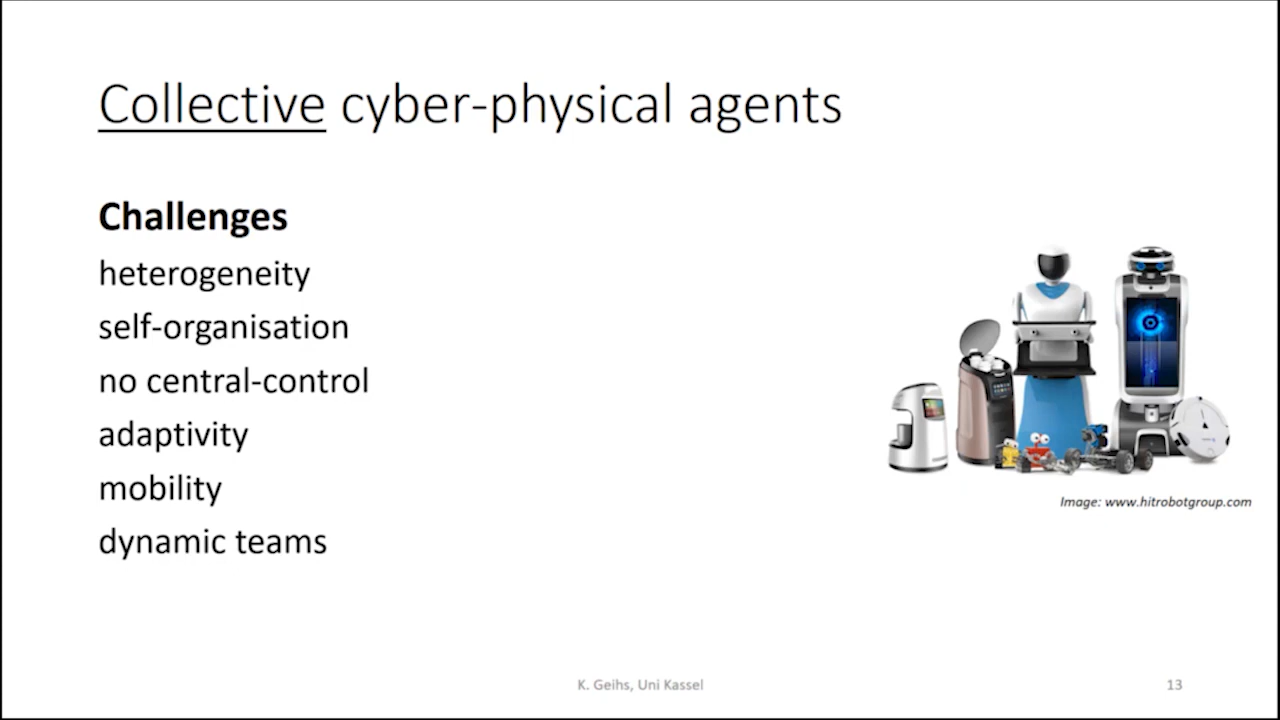 Collective cyber-physical agents
Challenges
heterogeneity
self-organisation
no central-control
adaptivity
mobility
dynamic teams
Image: www.hitrobotgroup.com
K. Geihs, Uni Kassel
13